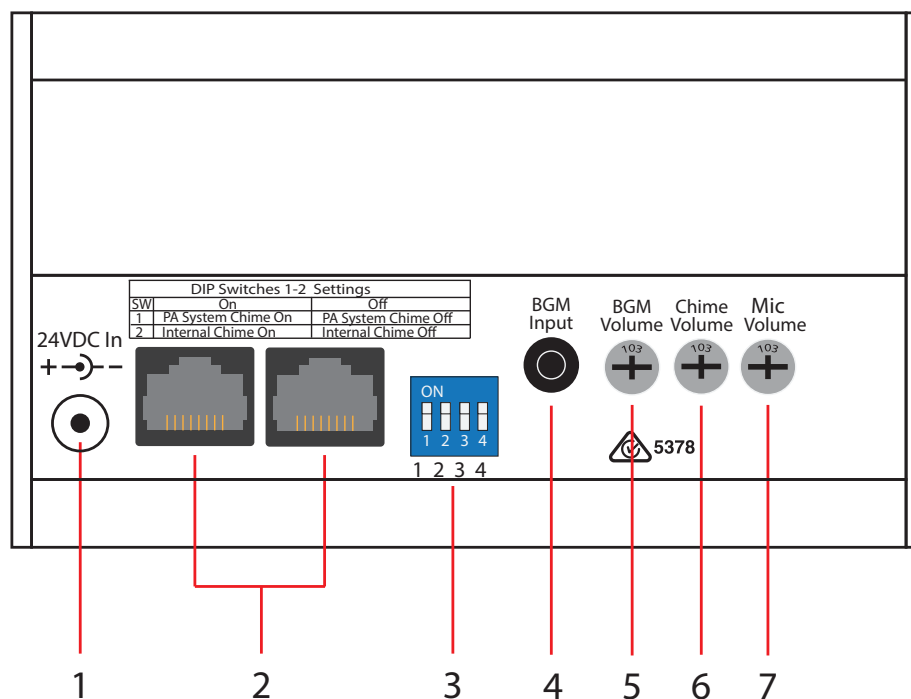 DIP Switches 1-2 Settings
SW On Off
1 PA System Chime On PA System Chime Off
2 Internal Chime On Internal Chime Off
24VDC In
+ - -
BGM Input
BGM Volume
Chime Volume
Mic Volume
103
103
103
ON
1 2 3 4
1 2 3 4
5378
1 2 3 4 5 6 7